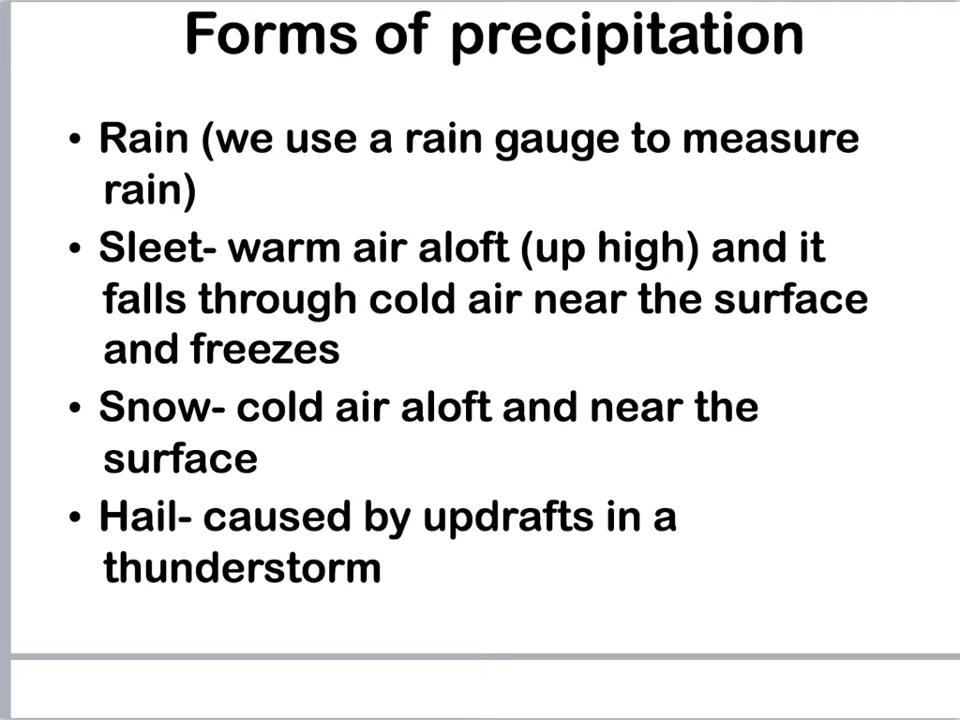 Forms of precipitation
• Rain (we use a rain gauge to measure
rain)
• Sleet- warm air aloft (up high) and it
falls through cold air near the surface
and freezes
• Snow- cold air aloft and near the
surface
• Hail- caused by updrafts in a
thunderstorm